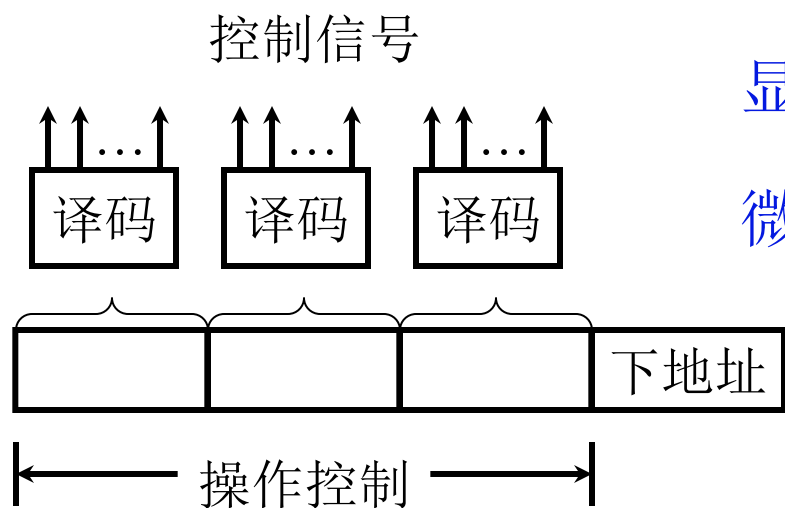 控制信号
显
… … …
译码 译码 译码
微
下地址
操作控制